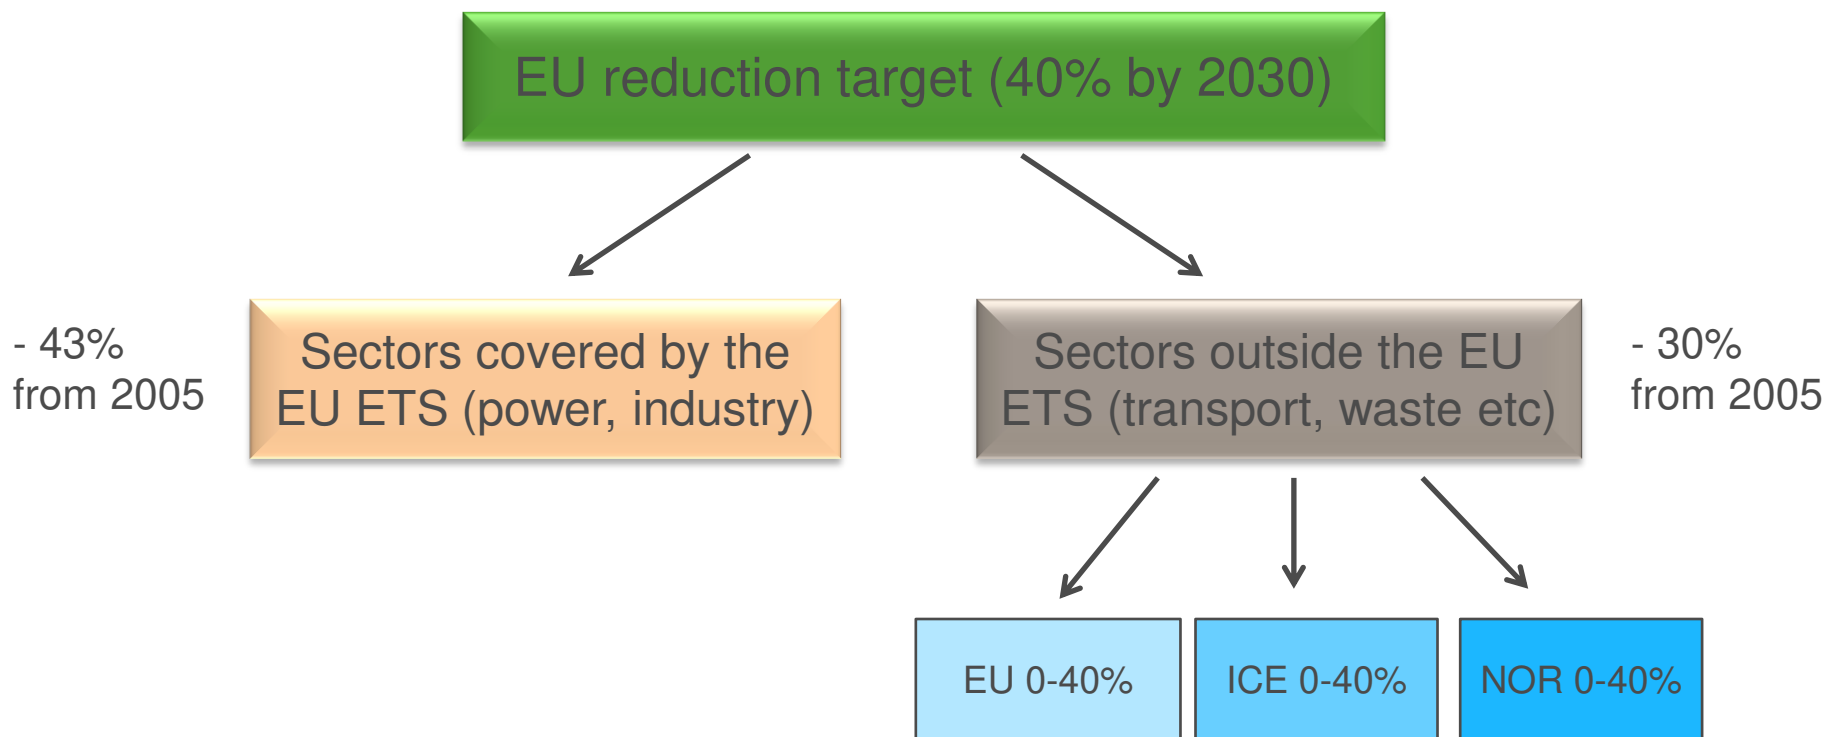 EU reduction target (40% by 2030)
- 43%
from 2005
Sectors covered by the
EU ETS (power, industry)
Sectors outside the EU
ETS (transport, waste etc)
- 30%
from 2005
EU 0-40%
ICE 0-40%
NOR 0-40%